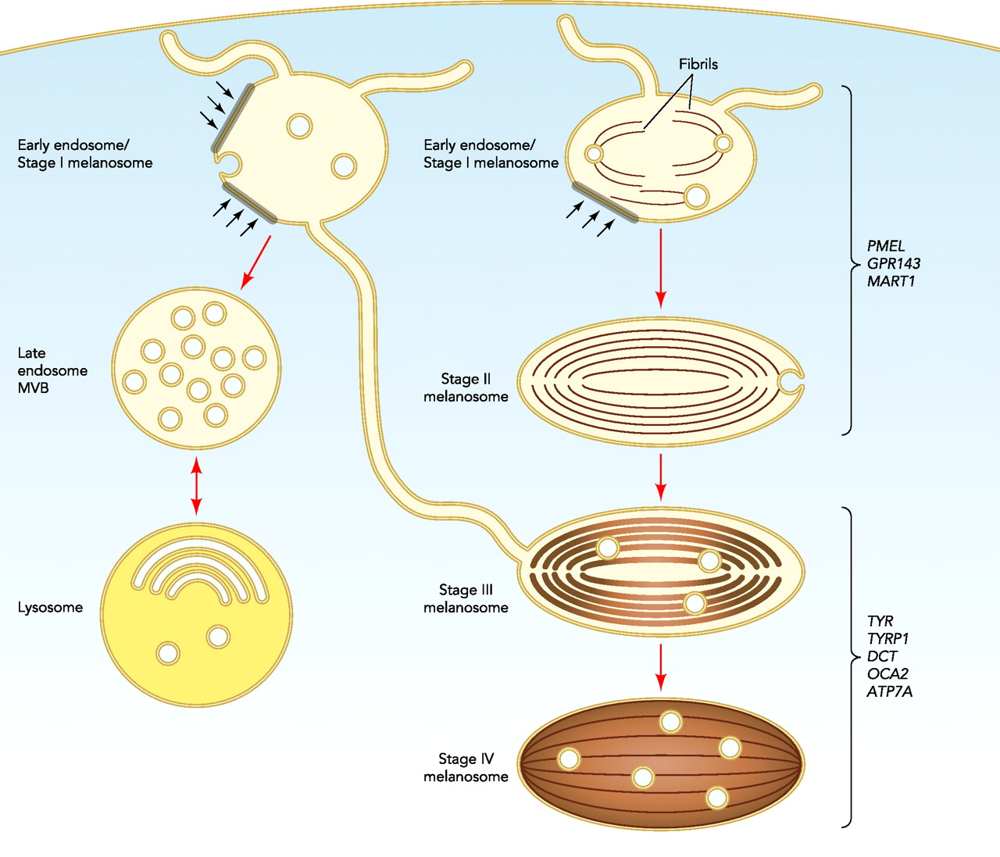 Fibrils
Early endosome/
Stage I melanosome
Early endosome/
Stage I melanosome
PMEL
GPR143
MART1
Late
endosome
MVB
Stage II
melanosome
Stage III
melanosome
Lysosome
TYR
TYRP1
DCT
OCA2
ATP7A
Stage IV
melanosome